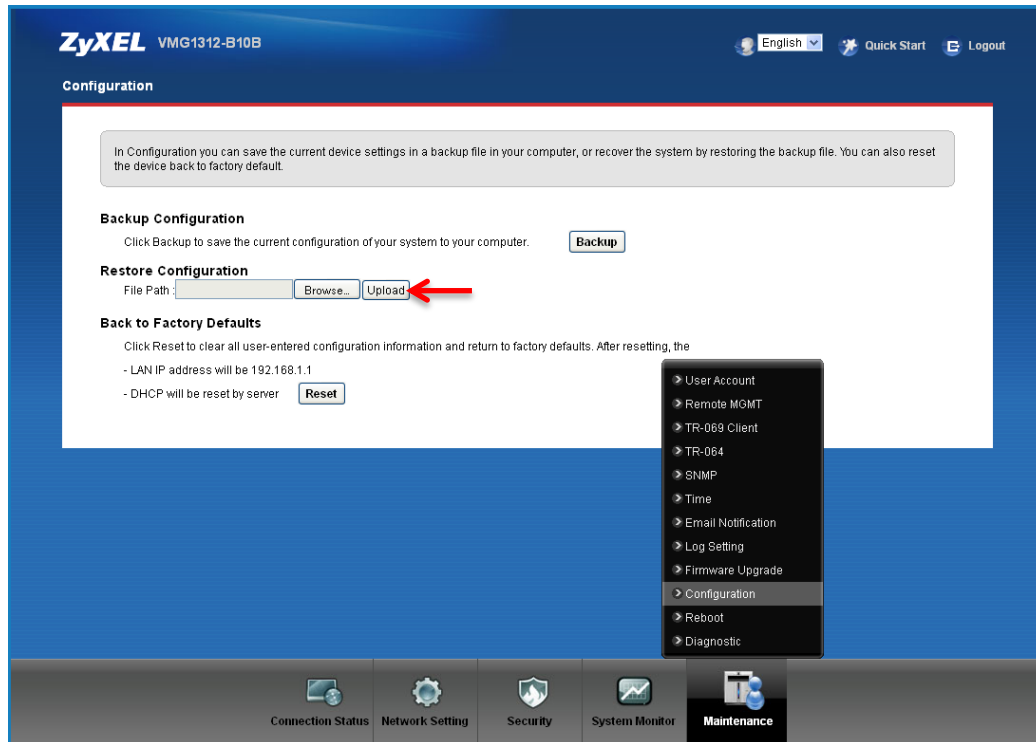 ZyXEL VMG1312-B10B
English
Quick Start
Logout
Configuration
In Configuration you can save the current device settings in a backup file in your computer, or recover the system by restoring the backup file. You can also reset
the device back to factory default.
Backup Configuration
Click Backup to save the current configuration of your system to your computer.
Backup
Restore Configuration
File Path :
Browse...
Upload
Back to Factory Defaults
Click Reset to clear all user-entered configuration information and return to factory defaults. After resetting, the
- LAN IP address will be 192.168.1.1
- DHCP will be reset by server
Reset
User Account
Remote MGMT
TR-069 Client
TR-064
SNMP
Time
Email Notification
Log Setting
Firmware Upgrade
Configuration
Reboot
Diagnostic
Connection Status
Network Setting
Security
System Monitor
Maintenance